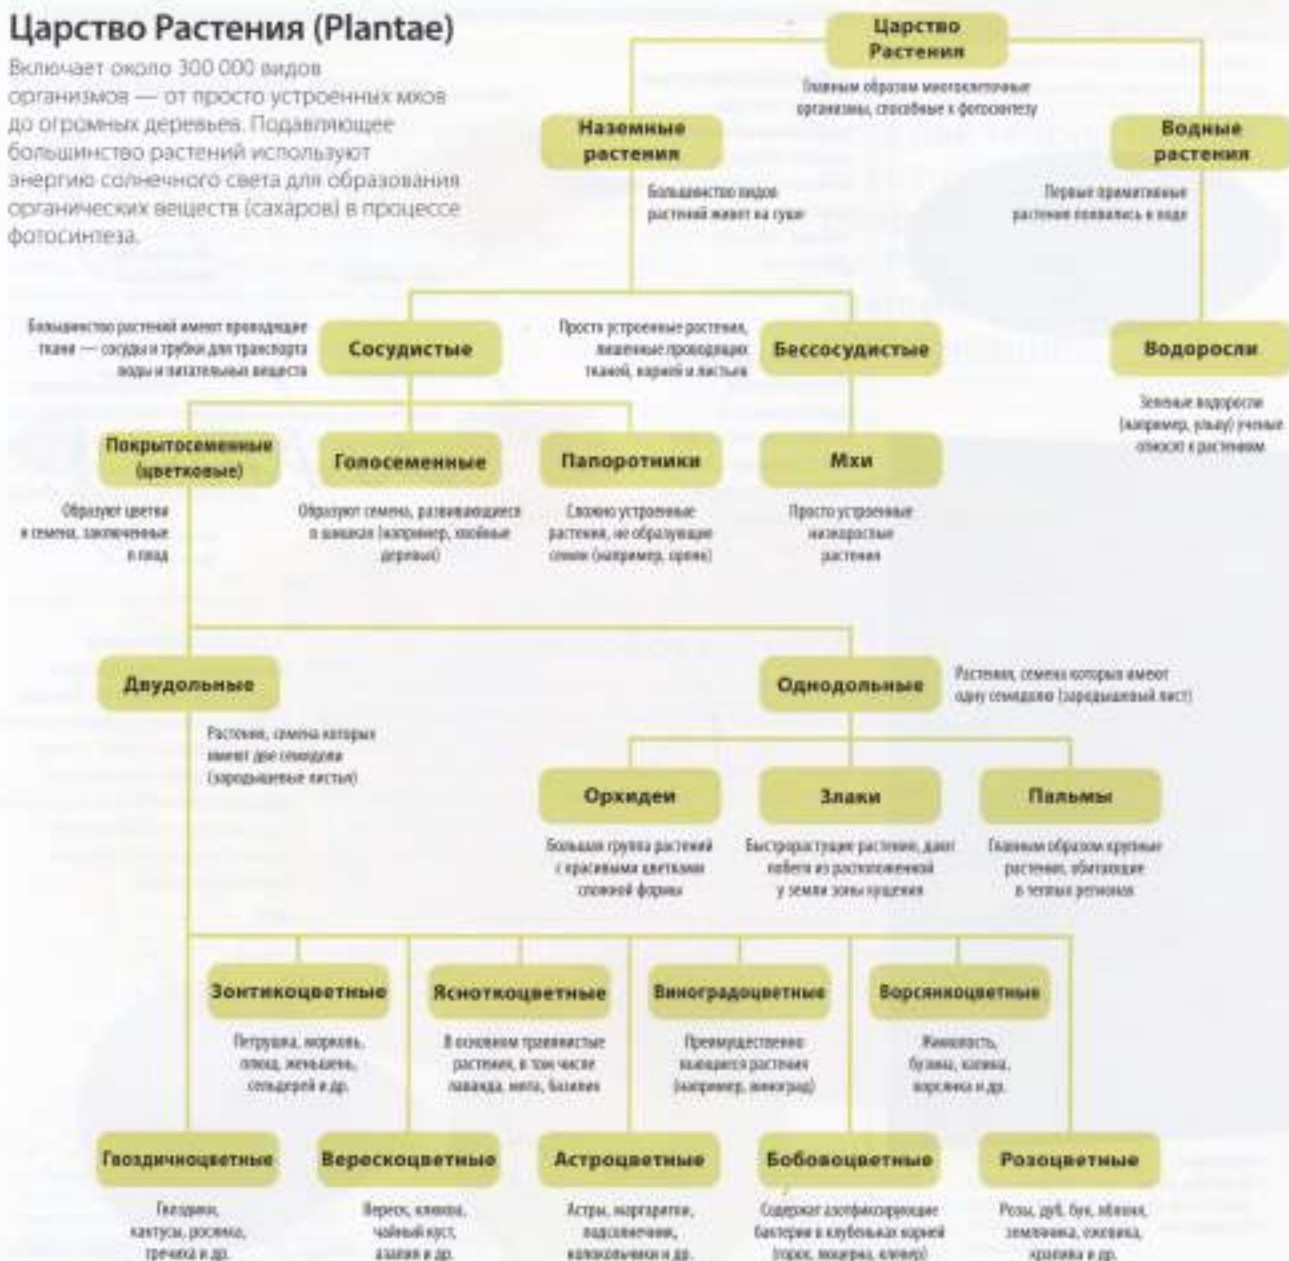 Царство Растения (Plantae)
Включает около 300 000 видов
организмов — от просто устроенных мхов
до огромных деревьев. Подавляющее
большинство растений используют
энергию солнечного света для образования
органических веществ (сахаров) в процессе
фотосинтеза.
Царство
Растения
Главным образом многоклеточные
организмы, способные к фотосинтезу
Наземные
растения
Большинство видов
растений живет на суше
Водные
растения
Первые примитивные
растения появились в воде
Большинство растений имеют проводящие
ткани — сосуды и трубки для транспорта
воды и питательных веществ
Сосудистые
Просто устроенные растения,
лишенные проводящих
тканей, корней и листьев
Бессосудистые
Водоросли
Зеленые водоросли
(например, ульву) ученые
относят к растениям
Покрытосеменные
(цветковые)
Образуют цветки
и семена, заключенные
в плод
Голосеменные
Образуют семена, развивающиеся
в шишках (например, хвойные
деревья)
Папоротники
Сложно устроенные
растения, не образующие
семян (например, орляк)
Мхи
Просто устроенные
низкорослые
растения
Двудольные
Растения, семена которых
имеют две семядоли
(зародышевые листья)
Однодольные
Растения, семена которых имеют
одну семядолю (зародышевый лист)
Орхидеи
Большая группа растений
с красивыми цветками
сложной формы
Злаки
Быстрорастущие растения, дают
побеги из расположенной
у земли зоны кущения
Пальмы
Главным образом крупные
растения, обитающие
в теплых регионах
Зонтикоцветные
Петрушка, морковь,
плющ, женьшень,
сельдерей и др.
Ясноткоцветные
В основном травянистые
растения, в том числе
лаванда, мята, базилик
Виноградоцветные
Преимущественно
вьющиеся растения
(например, виноград)
Ворсянкоцветные
Жимолость,
бузина, калина,
ворсянка и др.
Гвоздичноцветные
Гвоздики,
кактусы, росянка,
гречиха и др.
Верескоцветные
Вереск, клюква,
чайный куст,
азалия и др.
Астроцветные
Астры, маргаритки,
подсолнечник,
колокольчики и др.
Бобовоцветные
Содержат азотфиксирующие
бактерии в клубеньках корней
(горох, люцерна, клевер)
Розоцветные
Розы, дуб, бук, яблоня,
земляника, ежевика,
крапива и др.